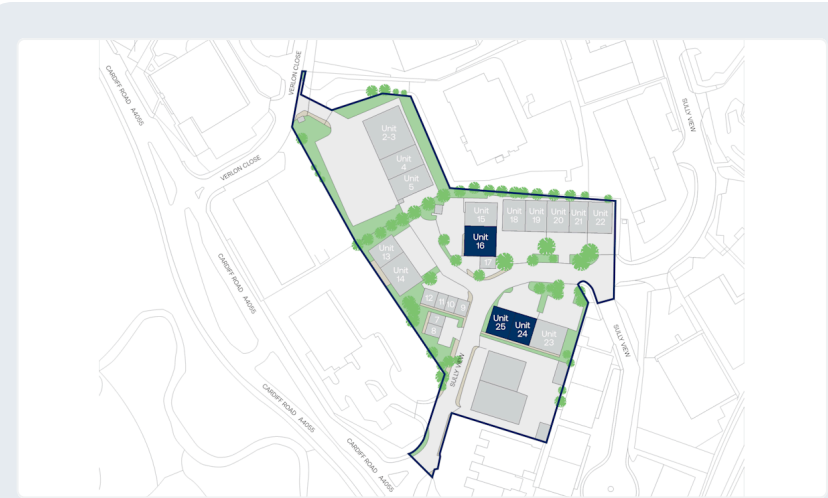 VERLON CLOSE
CARDIFF ROAD A4055
SULLY VIEW
Unit
2-3
Unit
4
Unit
5
VERLON CLOSE
Unit
15
Unit
18
Unit
19
Unit
20
Unit
21
Unit
22
Unit
16
17
Unit
13
Unit
14
CARDIFF ROAD A4055
12
11
10
9
7
8
Unit
25
Unit
24
Unit
23
SULLY VIEW
SULLY VIEW
CARDIFF ROAD A4055
CARDIFF ROAD A4055